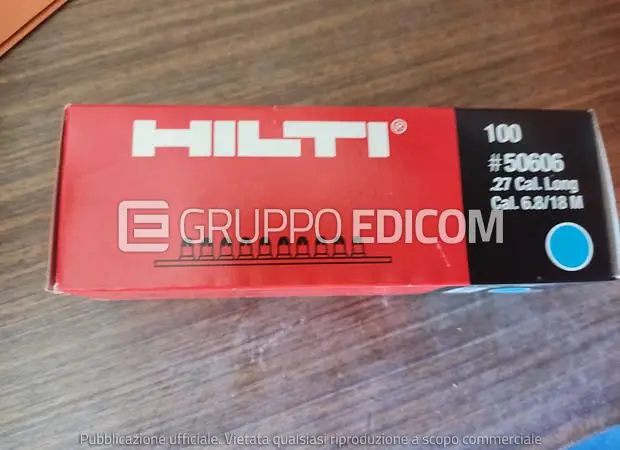 HILTI®
100
#50606
.27 Cal. Long
Cal. 6.8/18 M
GRUPPO EDICOM
Pubblicazione ufficiale. Vietata qualsiasi riproduzione a scopo commerciale